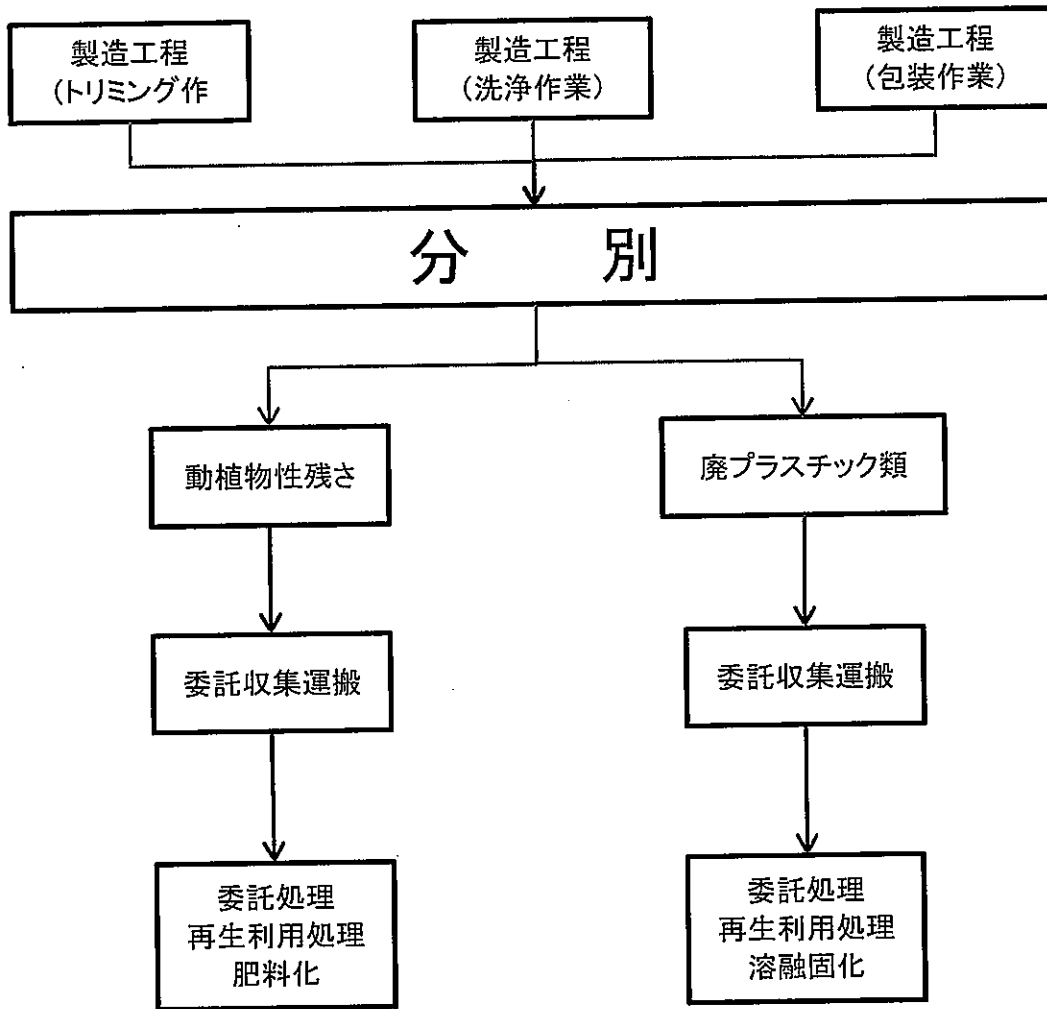 製造工程
(トリミング作
製造工程
(洗浄作業)
製造工程
(包装作業)
分　別
動植物性残さ
廃プラスチック類
委託収集運搬
委託収集運搬
委託処理
再生利用処理
肥料化
委託処理
再生利用処理
溶融固化